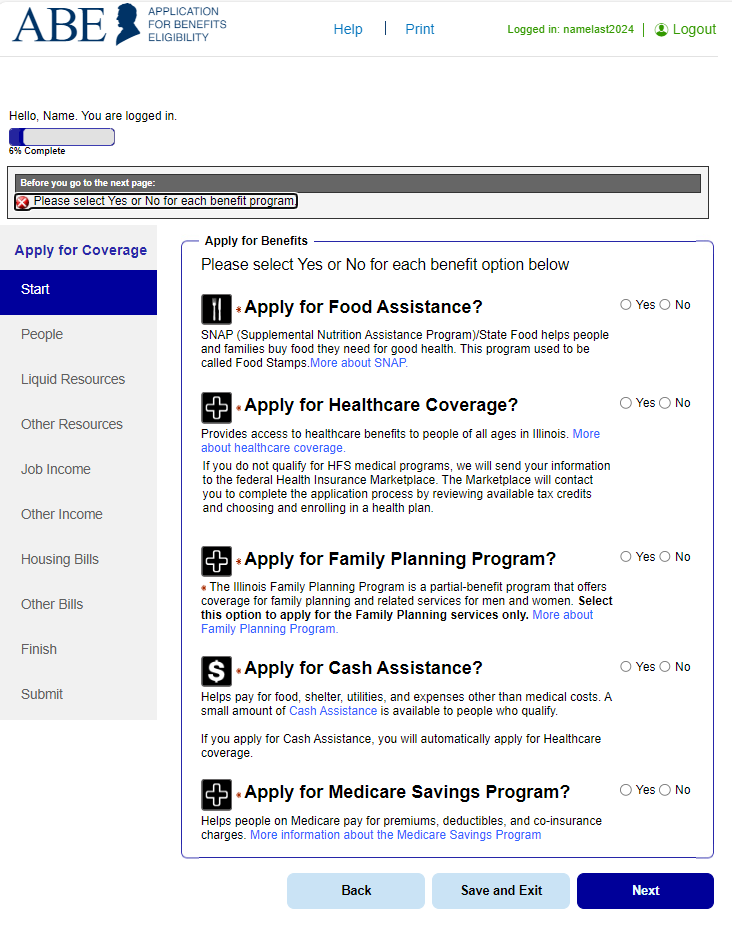 ABE APPLICATION
FOR BENEFITS
ELIGIBILITY
Help | Print
Logged in: namelast2024 | Logout
Hello, Name. You are logged in.
6% Complete
Before you go to the next page:
Please select Yes or No for each benefit program.
Apply for Coverage
Start
People
Liquid Resources
Other Resources
Job Income
Other Income
Housing Bills
Other Bills
Finish
Submit
Apply for Benefits
Please select Yes or No for each benefit option below
* Apply for Food Assistance? Yes No
SNAP (Supplemental Nutrition Assistance Program)/State Food helps people
and families buy food they need for good health. This program used to be
called Food Stamps.More about SNAP.
* Apply for Healthcare Coverage? Yes No
Provides access to healthcare benefits to people of all ages in Illinois. More
about healthcare coverage.
If you do not qualify for HFS medical programs, we will send your information
to the federal Health Insurance Marketplace. The Marketplace will contact
you to complete the application process by reviewing available tax credits
and choosing and enrolling in a health plan.
* Apply for Family Planning Program? Yes No
* The Illinois Family Planning Program is a partial-benefit program that offers
coverage for family planning and related services for men and women. Select
this option to apply for the Family Planning services only. More about
Family Planning Program.
$ * Apply for Cash Assistance? Yes No
Helps pay for food, shelter, utilities, and expenses other than medical costs. A
small amount of Cash Assistance is available to people who qualify.
If you apply for Cash Assistance, you will automatically apply for Healthcare
coverage.
* Apply for Medicare Savings Program? Yes No
Helps people on Medicare pay for premiums, deductibles, and co-insurance
charges. More information about the Medicare Savings Program
Back
Save and Exit
Next